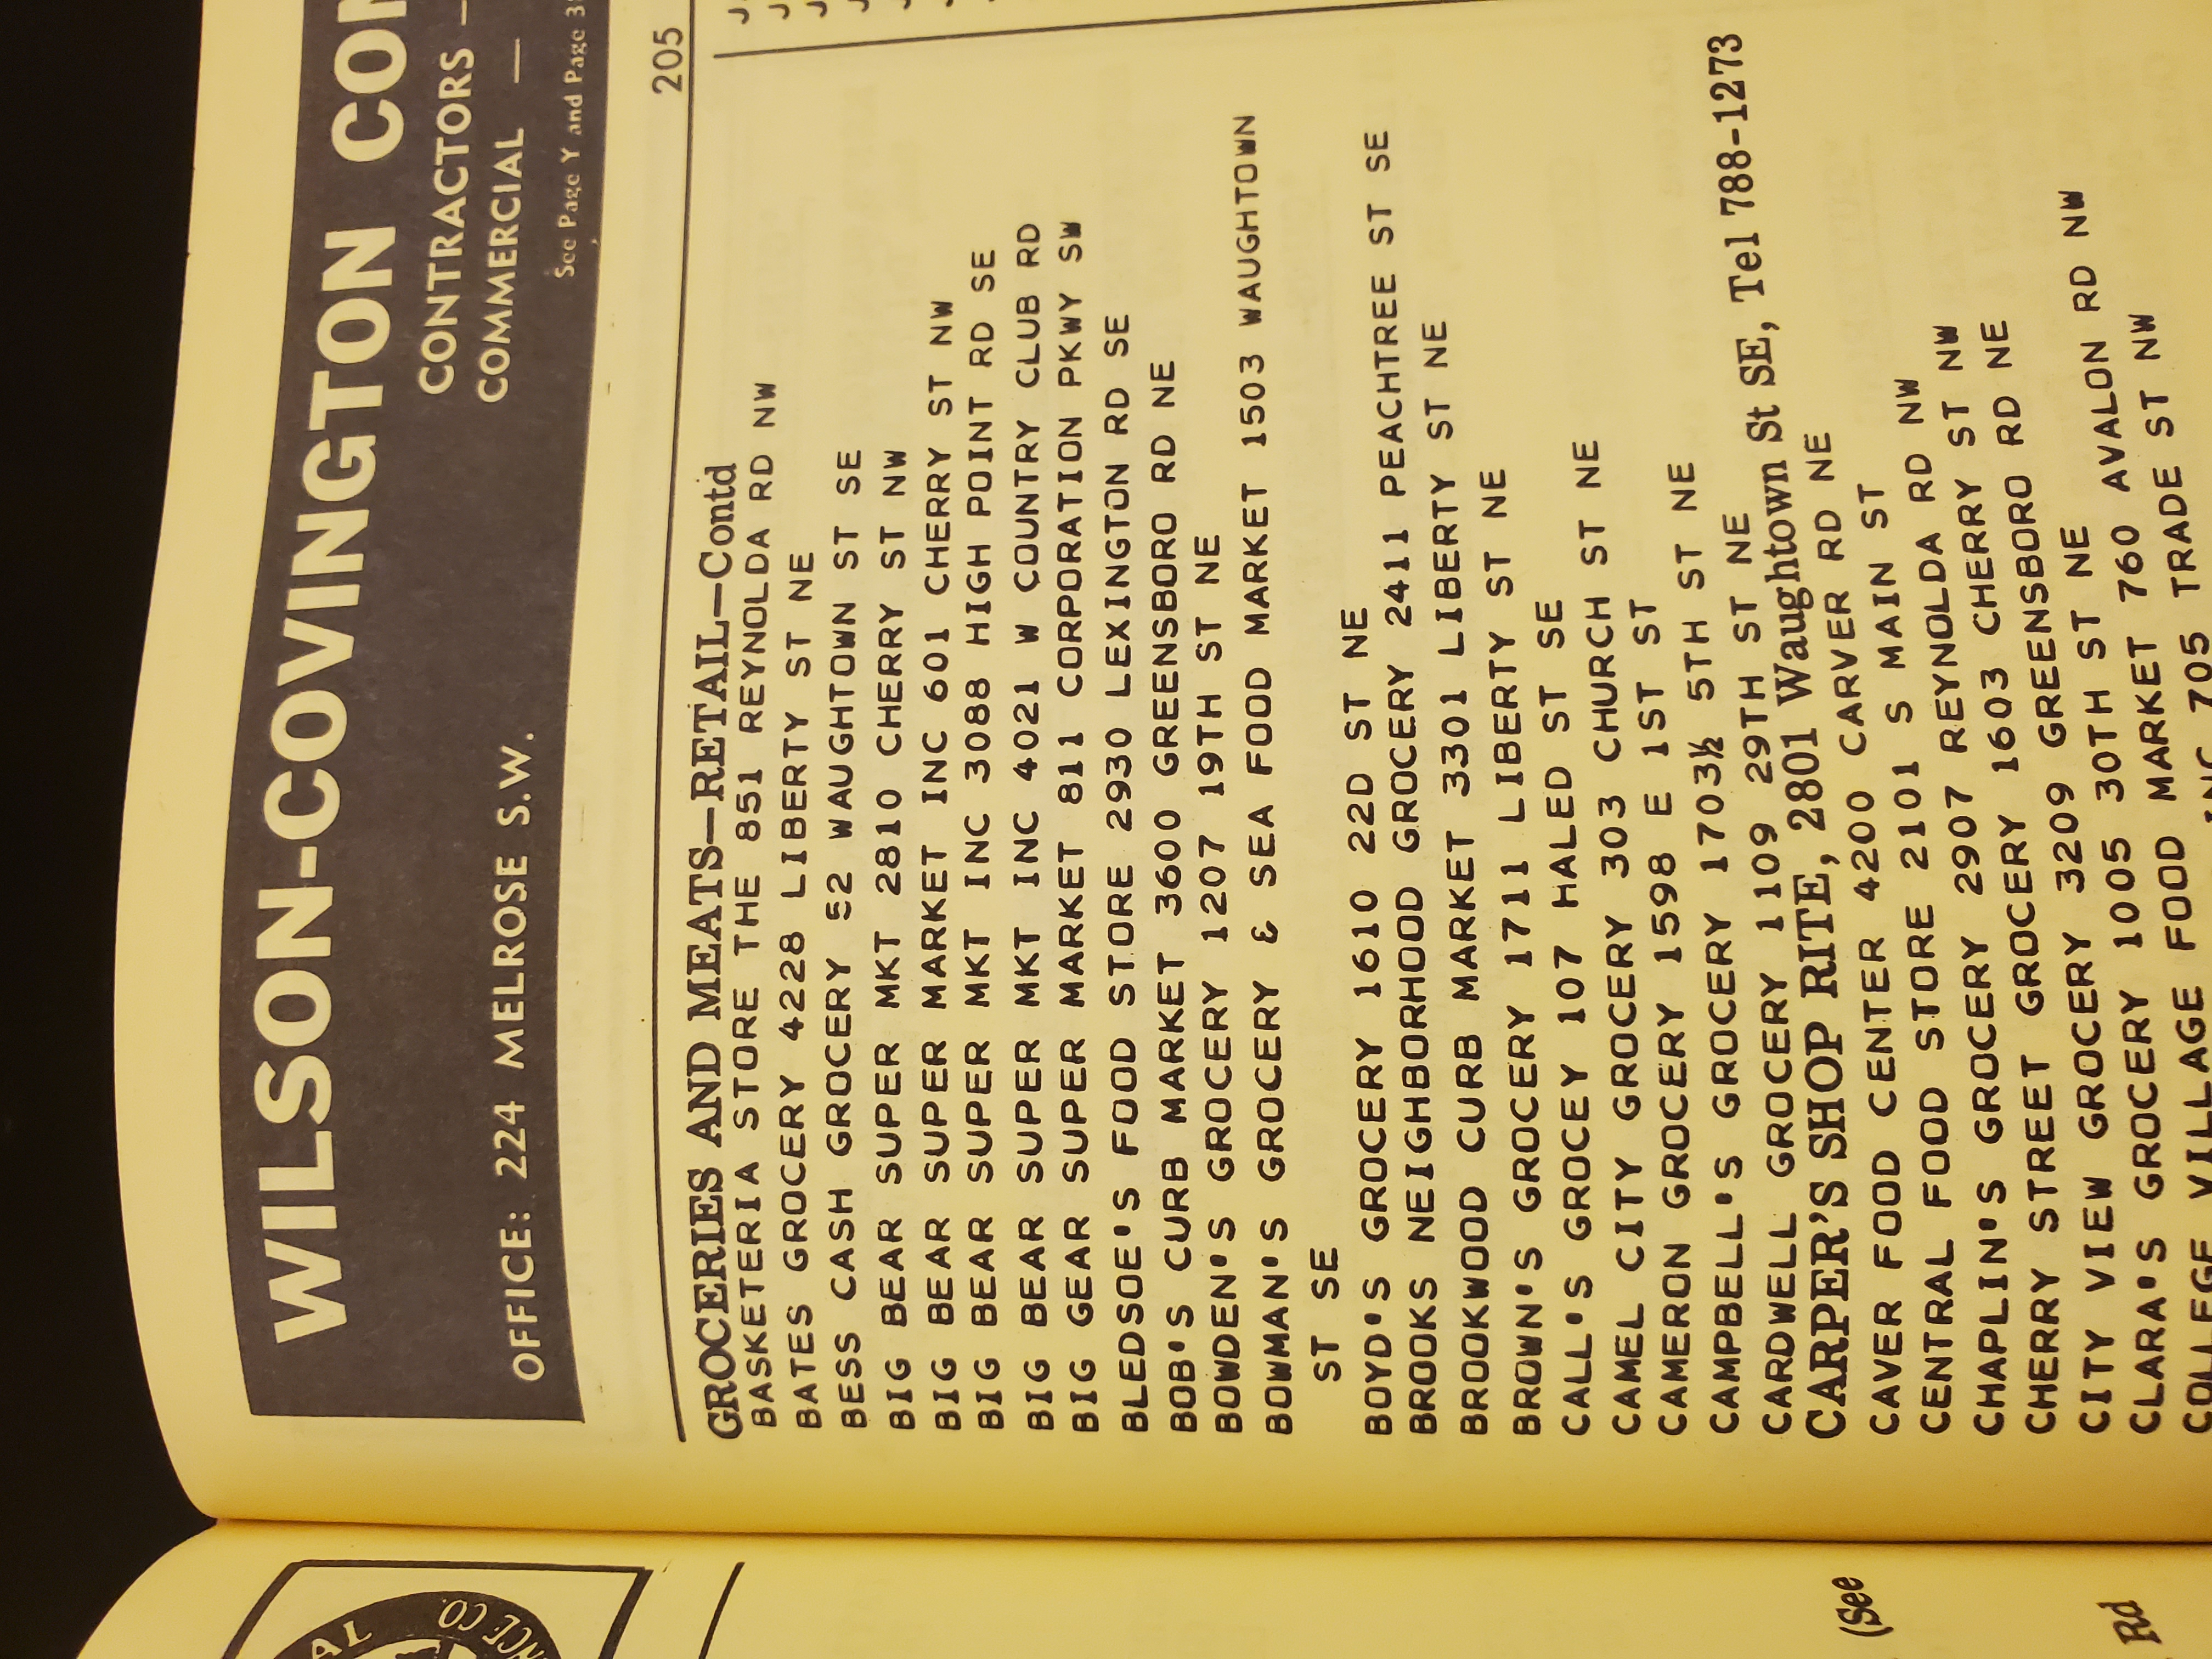 WILSON-COVINGTON CON
OFFICE: 224 MELROSE S.W.
CONTRACTORS —
COMMERCIAL —
See Page Y and Page
205
GROCERIES AND MEATS—RETAIL—Contd
BASKETERIA STORE THE 851 REYNOLDA RD NW
BATES GROCERY 4228 LIBERTY ST NE
BESS CASH GROCERY 52 WAUGHTOWN ST SE
BIG BEAR SUPER MKT 2810 CHERRY ST NW
BIG BEAR SUPER MARKET INC 601 CHERRY ST NW
BIG BEAR SUPER MKT INC 3088 HIGH POINT RD SE
BIG BEAR SUPER MKT INC 4021 W COUNTRY CLUB RD
BIG GEAR SUPER MARKET 811 CORPORATION PKWY SW
BLEDSOE'S FOOD STORE 2930 LEXINGTON RD SE
BOB'S CURB MARKET 3600 GREENSBORO RD NE
BOWDEN'S GROCERY 1207 19TH ST NE
BOWMAN'S GROCERY & SEA FOOD MARKET 1503 WAUGHTOWN
ST SE
BOYD'S GROCERY 1610 22D ST NE
BROOKS NEIGHBORHOOD GROCERY 2411 PEACHTREE ST SE
BROOKWOOD CURB MARKET 3301 LIBERTY ST NE
BROWN'S GROCERY 1711 LIBERTY ST NE
CALL'S GROCEY 107 HALED ST SE
CAMEL CITY GROCERY 303 CHURCH ST NE
CAMERON GROCERY 1598 E 1ST ST
CAMPBELL'S GROCERY 1703½ 5TH ST NE
CARDWELL GROCERY 1109 29TH ST NE
CARPER'S SHOP RITE, 2801 Waughtown St SE, Tel 788-1273
CAVER FOOD CENTER 4200 CARVER RD NE
CENTRAL FOOD STORE 2101 S MAIN ST
CHAPLIN'S GROCERY 2907 REYNOLDA RD NW
CHERRY STREET GROCERY 1603 CHERRY ST NW
CITY VIEW GROCERY 3209 GREENSBORO RD NE
CLARA'S GROCERY 1005 30TH ST NE
COLLEGE VILLAGE FOOD MARKET 760 AVALON RD NW
INC 705 TRADE ST NW
(See
Rd